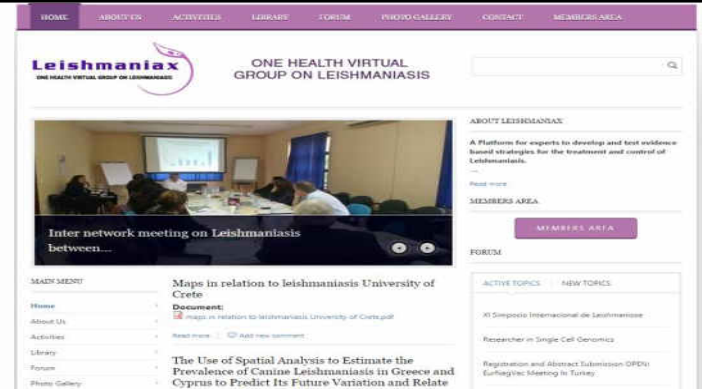 HOME ABOUT US ACTIVITIES LIBRARY FORUM PHOTO GALLERY CONTACT MEMBERS AREA
Leishmaniax
ONE HEALTH VIRTUAL GROUP ON LEISHMANIASIS
ONE HEALTH VIRTUAL
GROUP ON LEISHMANIASIS
Inter network meeting on Leishmaniasis
between...
ABOUT LEISHMANIAX
A Platform for experts to develop and test evidence
based strategies for the treatment and control of
Leishmaniasis.
...
Read more
MEMBERS AREA
MEMBERS AREA
FORUM
ACTIVE TOPICS NEW TOPICS
XI Simposio Internacional de Leishmaniose
Researcher in Single Cell Genomics
Registration and Abstract Submission OPEN!
EurNegVec Meeting In Turkey
MAIN MENU
Home
About Us
Activities
Library
Forum
Photo Gallery
Maps in relation to leishmaniasis University of
Crete
Document:
maps in relation to leishmaniasis University of Crete.pdf
Read more Add new comment
The Use of Spatial Analysis to Estimate the
Prevalence of Canine Leishmaniasis in Greece and
Cyprus to Predict Its Future Variation and Relate